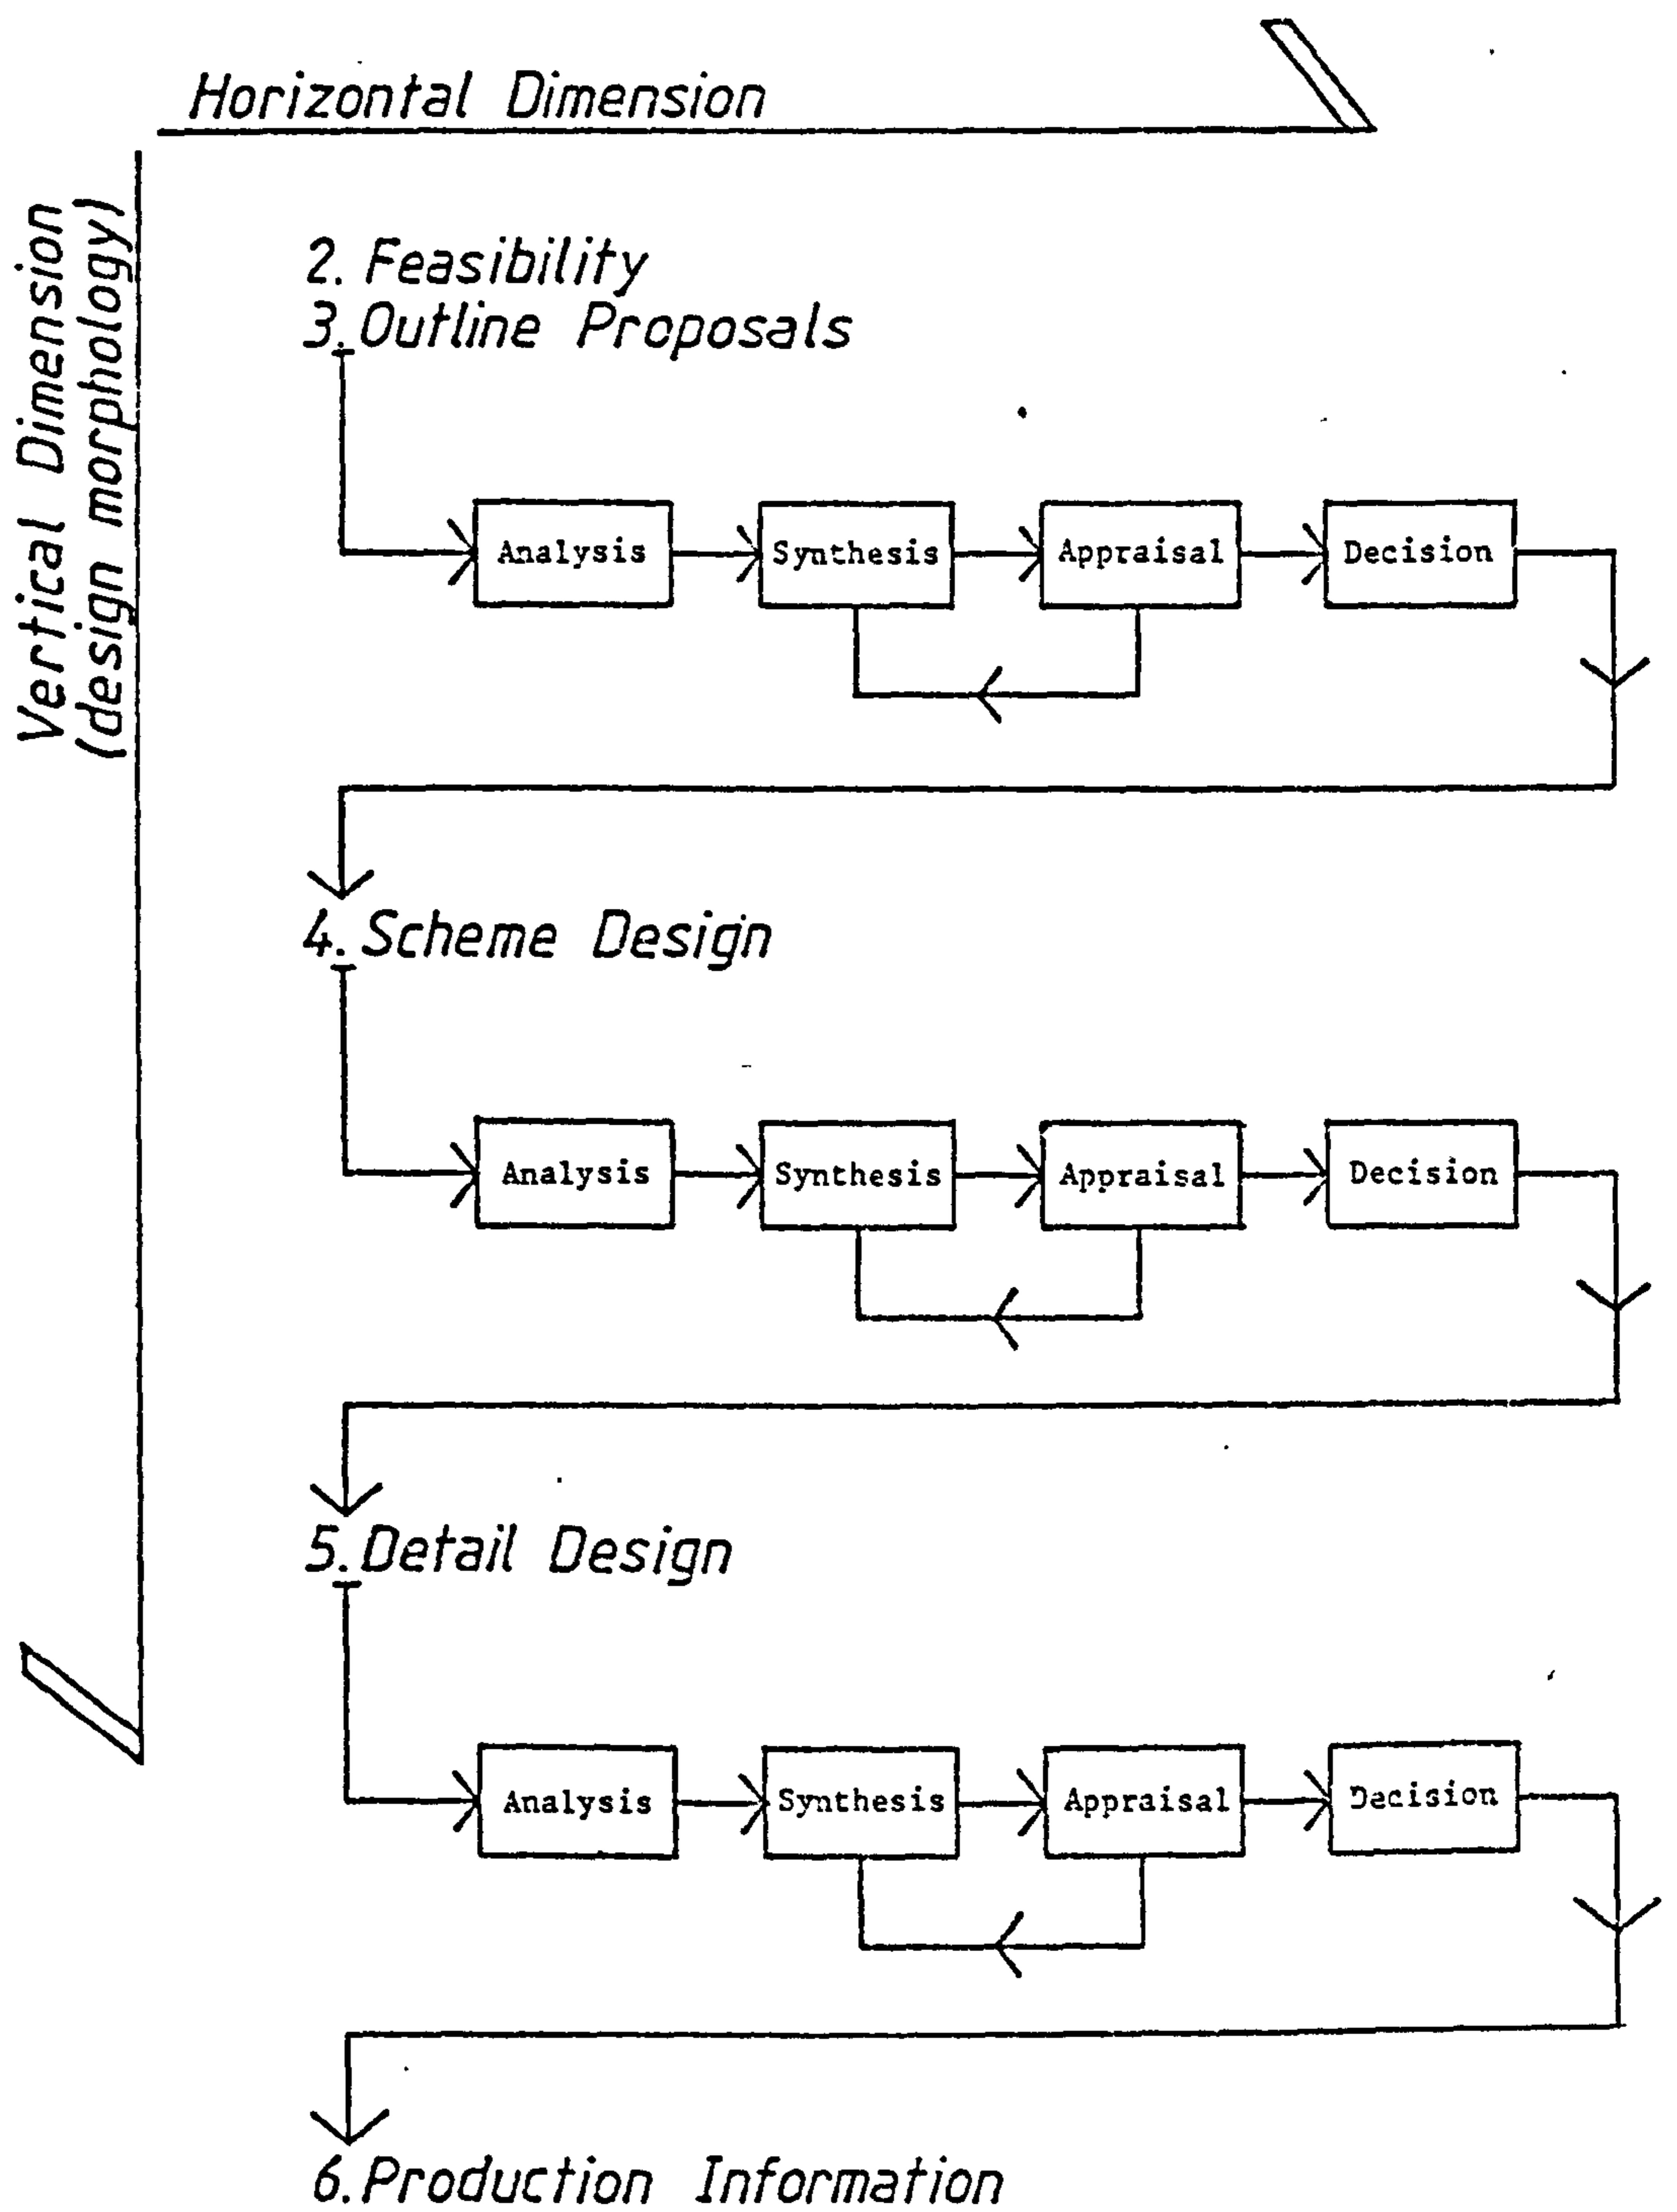 Horizontal Dimension
Vertical Dimension
(design morphology)
2. Feasibility
3. Outline Proposals
Analysis
Synthesis
Appraisal
Decision
4. Scheme Design
Analysis
Synthesis
Appraisal
Decision
5. Detail Design
Analysis
Synthesis
Appraisal
Decision
6. Production Information